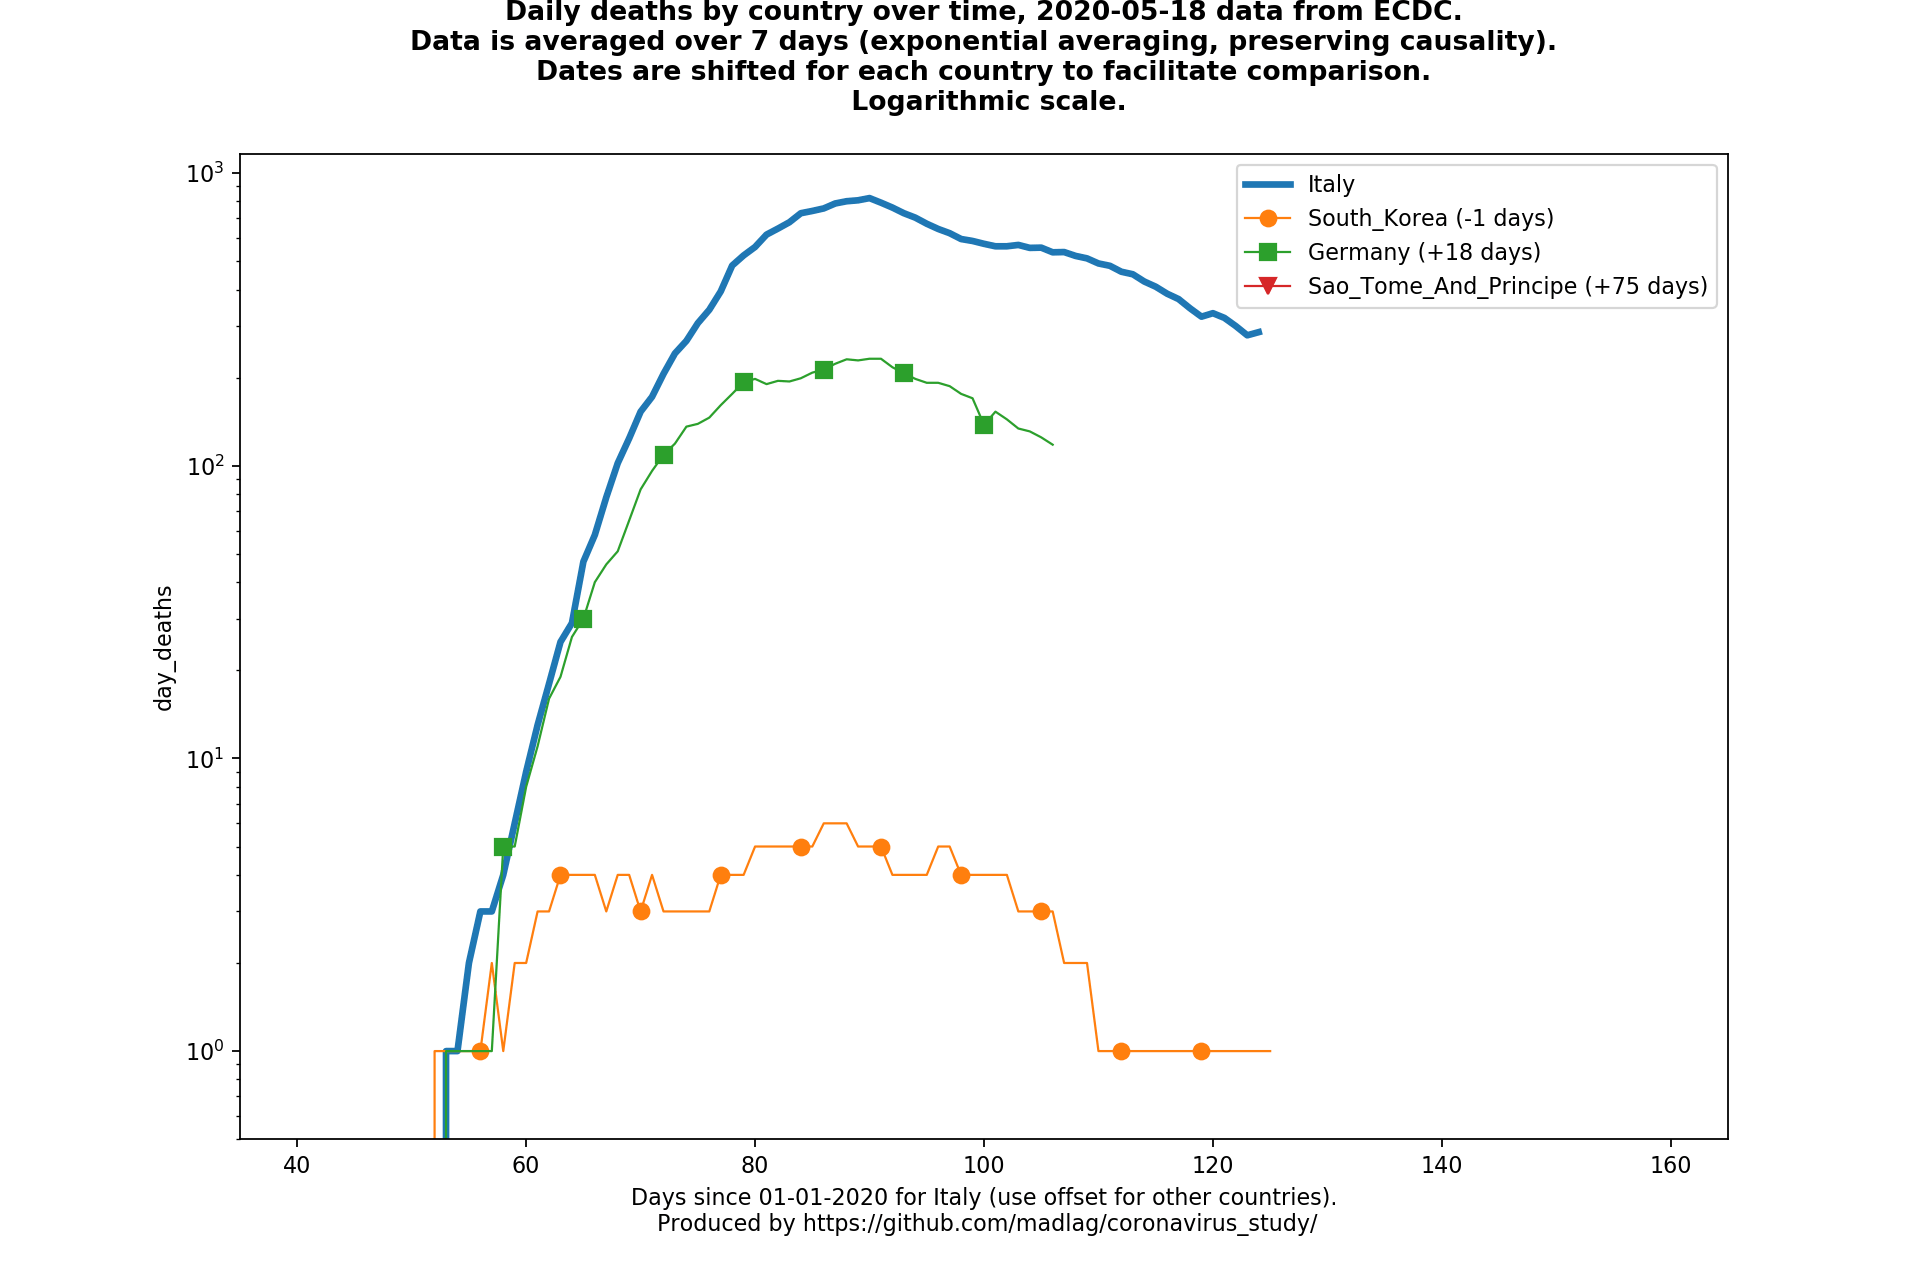 Daily deaths by country over time, 2020-05-18 data from ECDC.
Data is averaged over 7 days (exponential averaging, preserving causality).
Dates are shifted for each country to facilitate comparison.
Logarithmic scale.
10³
10²
10¹
10⁰
day_deaths
Italy
South_Korea (-1 days)
Germany (+18 days)
Sao_Tome_And_Principe (+75 days)
40 60 80 100 120 140 160
Days since 01-01-2020 for Italy (use offset for other countries).
Produced by https://github.com/madlag/coronavirus_study/